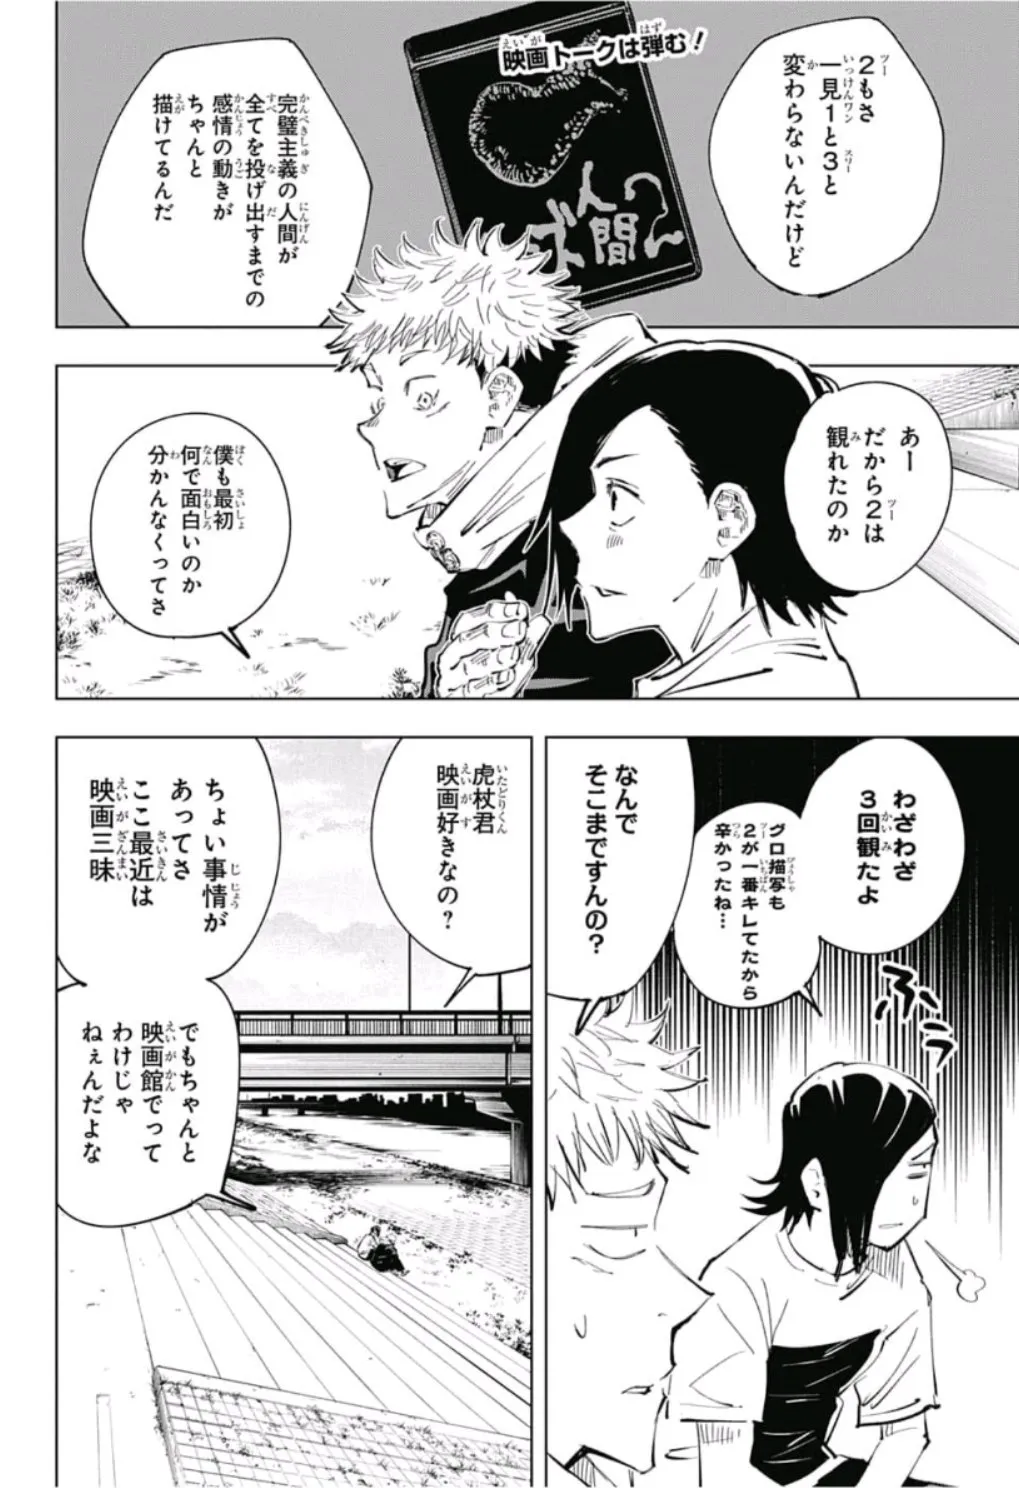 映画トークは弾む！
２もさ
一見１と３と
変わらないんだけど
完璧主義の人間が
全てを投げ出すまでの
感情の動きが
ちゃんと
描けてるんだ
人間
あー
だから２は
観れたのか
僕も最初
何で面白いのか
分かんなくってさ
わざわざ
３回観たよ
グロ描写も
２が一番キレてたから
辛かったね…
なんで
そこまですんの？
ふぅ
虎杖君
映画好きなの？
ちょい事情が
あってさ
ここ最近は
映画三昧
でもちゃんと
映画館でって
わけじゃ
ねぇんだよな